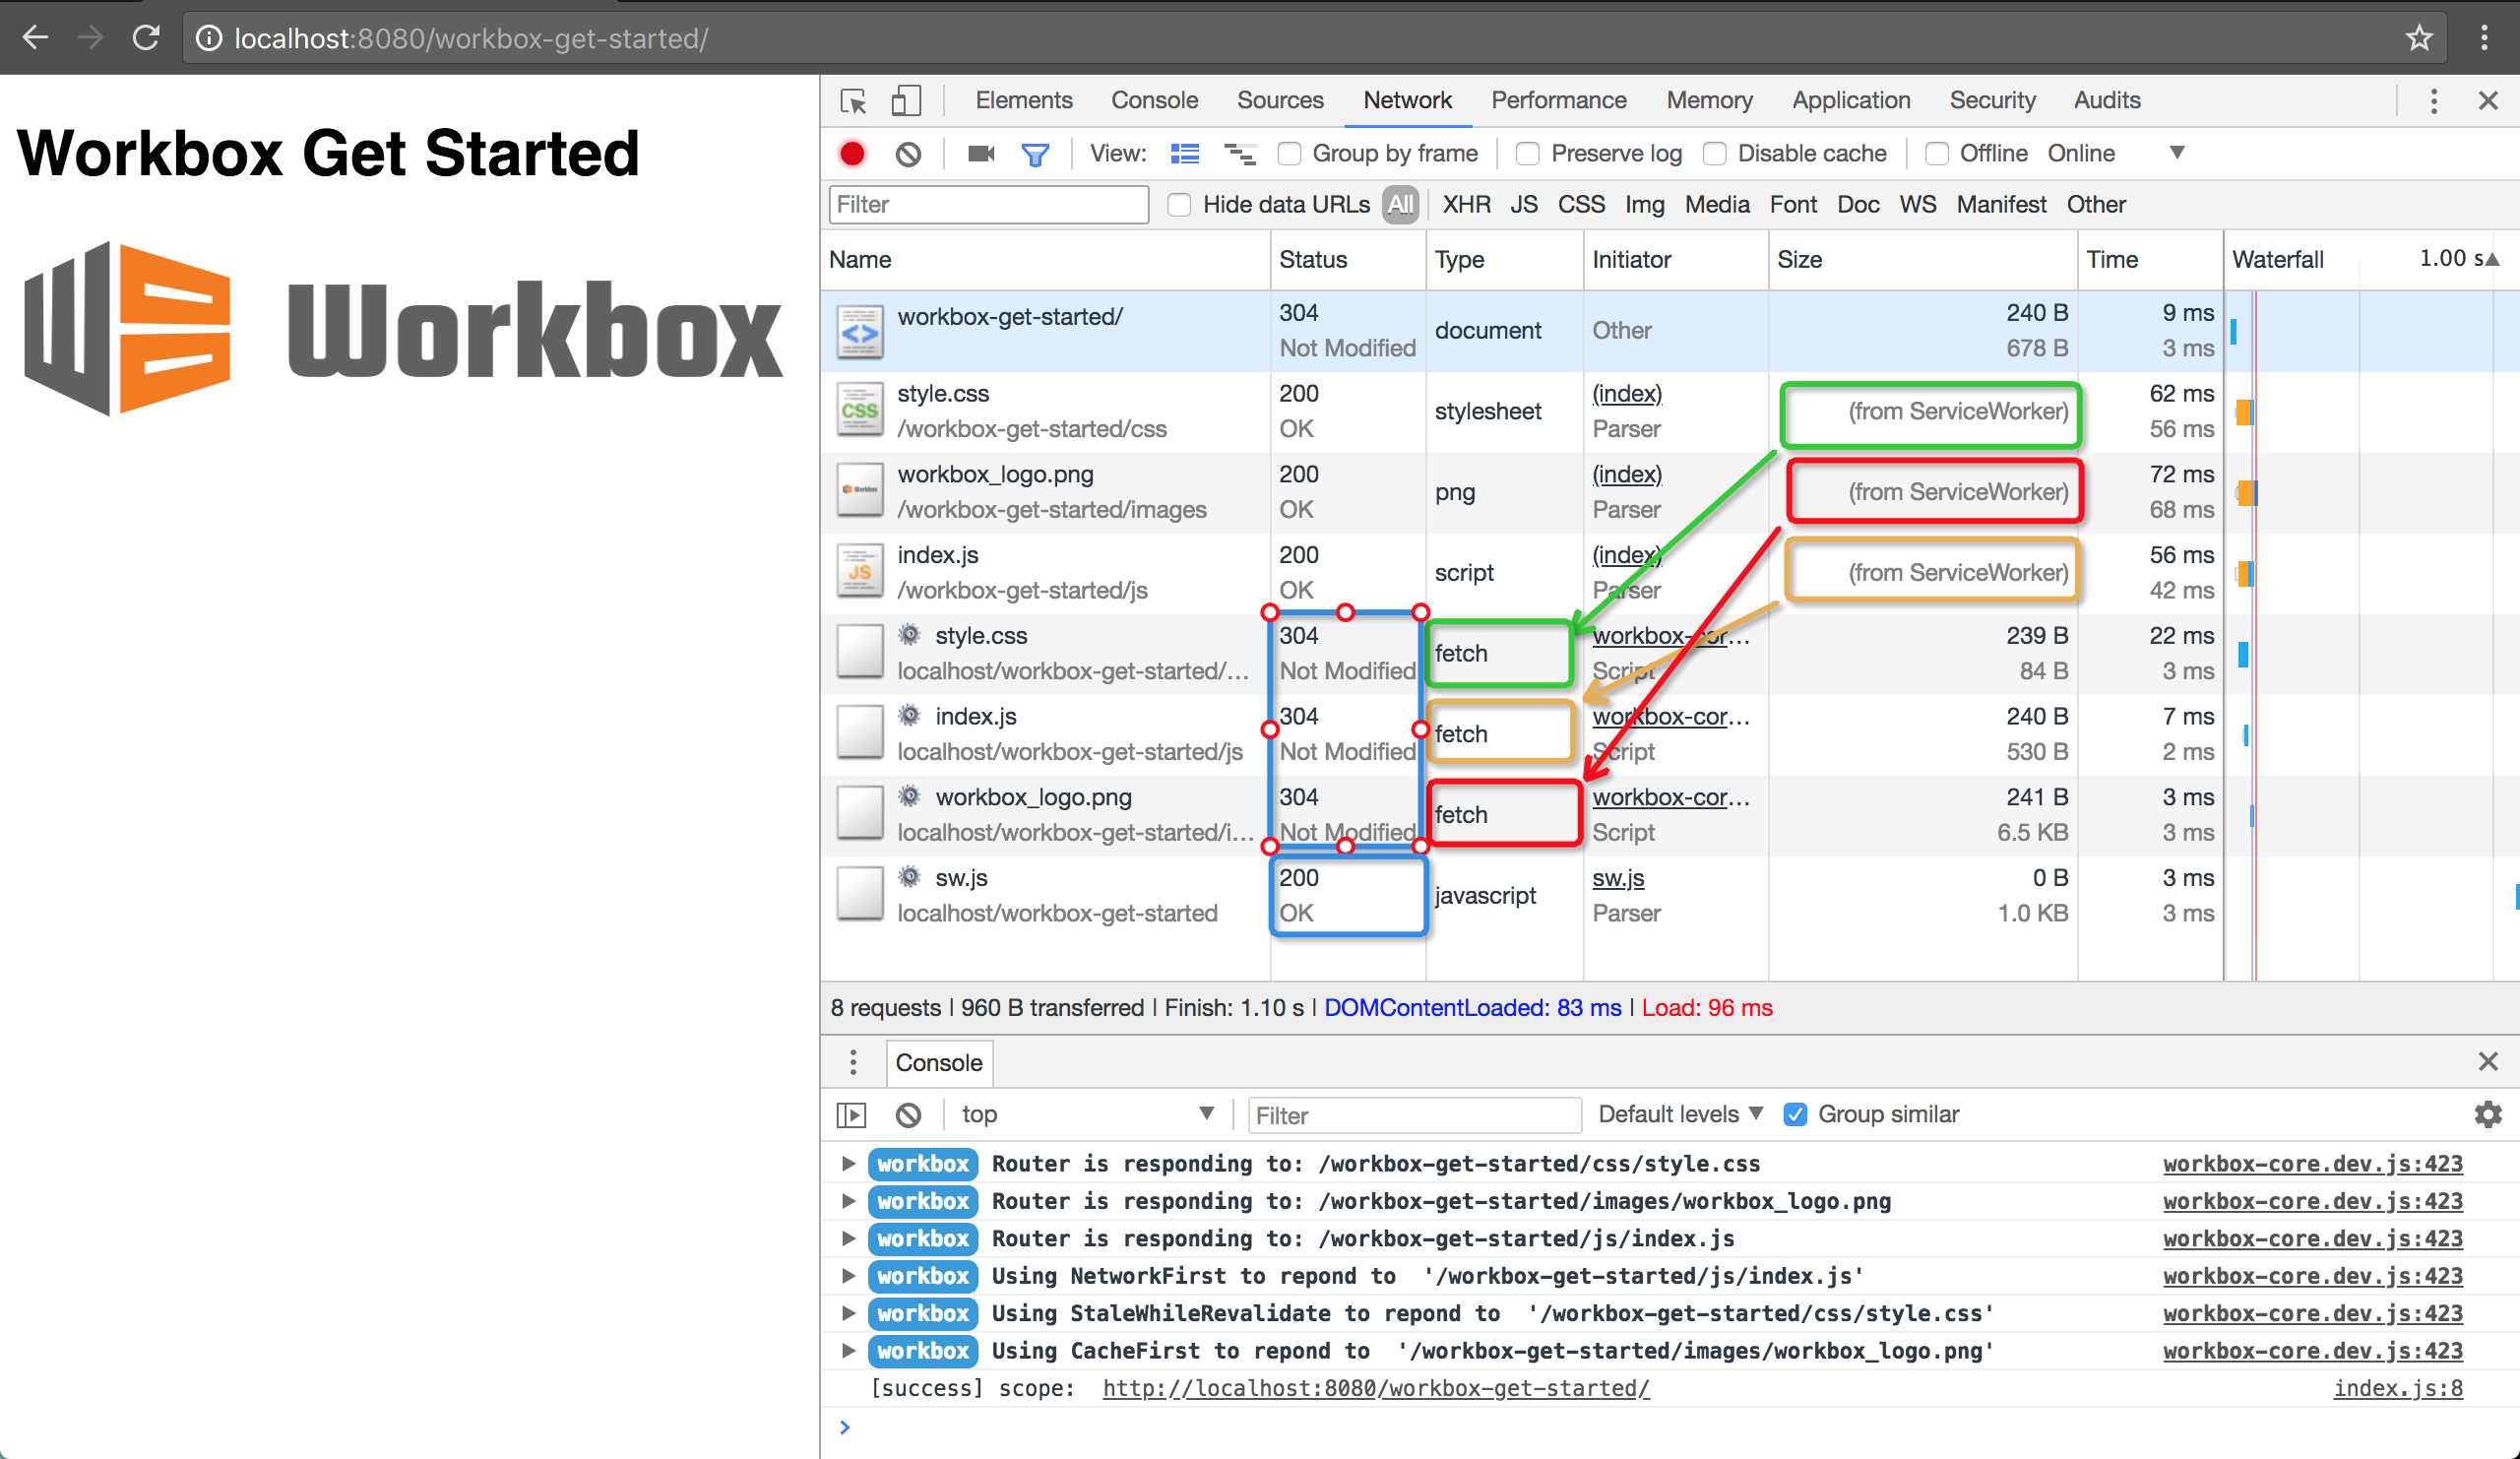 localhost:8080/workbox-get-started/
Workbox Get Started
Workbox
Elements Console Sources Network Performance Memory Application Security Audits
View: Group by frame Preserve log Disable cache Offline Online
Filter Hide data URLs All XHR JS CSS Img Media Font Doc WS Manifest Other
Name Status Type Initiator Size Time Waterfall 1.00 s
workbox-get-started/ 304 Not Modified document Other 240 B 678 B 9 ms 3 ms
style.css 200 stylesheet (index) (from ServiceWorker) 62 ms
/workbox-get-started/css OK Parser 56 ms
workbox_logo.png 200 png (index) (from ServiceWorker) 72 ms
/workbox-get-started/images OK Parser 68 ms
index.js 200 script (index) (from ServiceWorker) 56 ms
/workbox-get-started/js OK Parser 42 ms
style.css 304 fetch workbox-cor… 239 B 22 ms
localhost/workbox-get-started/… Not Modified Script 84 B 3 ms
index.js 304 fetch workbox-cor… 240 B 7 ms
localhost/workbox-get-started/js Not Modified Script 530 B 2 ms
workbox_logo.png 304 fetch workbox-cor… 241 B 3 ms
localhost/workbox-get-started/i… Not Modified Script 6.5 KB 3 ms
sw.js 200 javascript sw.js 0 B 3 ms
localhost/workbox-get-started OK Parser 1.0 KB 3 ms
8 requests | 960 B transferred | Finish: 1.10 s | DOMContentLoaded: 83 ms | Load: 96 ms
Console
top Filter Default levels Group similar
workbox Router is responding to: /workbox-get-started/css/style.css workbox-core.dev.js:423
workbox Router is responding to: /workbox-get-started/images/workbox_logo.png workbox-core.dev.js:423
workbox Router is responding to: /workbox-get-started/js/index.js workbox-core.dev.js:423
workbox Using NetworkFirst to repond to '/workbox-get-started/js/index.js' workbox-core.dev.js:423
workbox Using StaleWhileRevalidate to repond to '/workbox-get-started/css/style.css' workbox-core.dev.js:423
workbox Using CacheFirst to repond to '/workbox-get-started/images/workbox_logo.png' workbox-core.dev.js:423
[success] scope: http://localhost:8080/workbox-get-started/ index.js:8